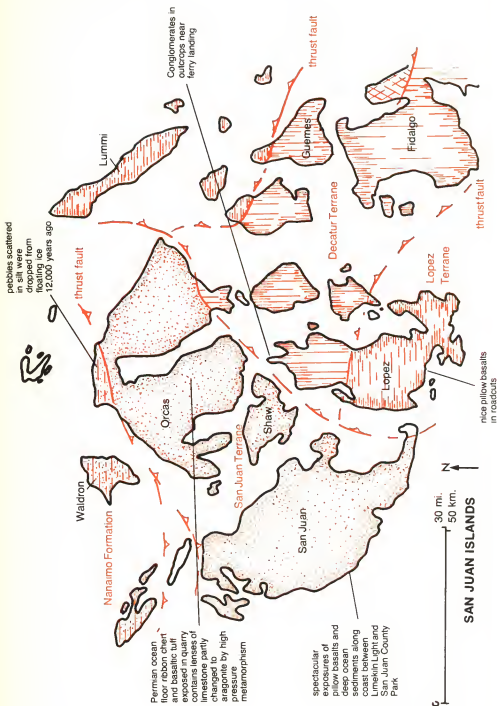 pebbles scattered
in silt were
dropped from
floating ice
12,000 years ago
Conglomerates in
outcrops near
ferry landing
thrust fault
Lummi
thrust fault
Guemes
Fidalgo
Decatur Terrane
thrust fault
Lopez
Terrane
Waldron
Orcas
Nanaimo Formation
San Juan Terrane
Shaw
Lopez
San Juan
nice pillow basalts
in roadcuts
Permian ocean
floor ribbon chert
and basaltic tuff
exposed in quarry
contains lenses of
limestone partly
changed to
aragonite by high
pressure
metamorphism
spectacular
exposures of
pillow basalts and
deep ocean
sediments along
coast between
Limekiln Light and
San Juan County
Park
N
30 mi.
50 km.
SAN JUAN ISLANDS